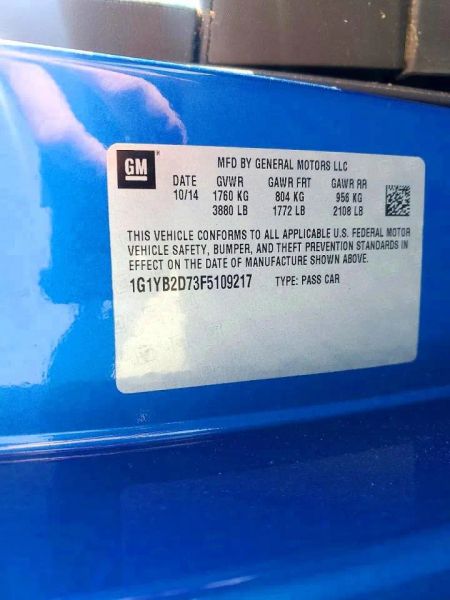 GM
MFD BY GENERAL MOTORS LLC
DATE GVWR GAWR FRT GAWR RR
10/14 1760 KG 804 KG 956 KG
3880 LB 1772 LB 2108 LB
THIS VEHICLE CONFORMS TO ALL APPLICABLE U.S. FEDERAL MOTOR
VEHICLE SAFETY, BUMPER, AND THEFT PREVENTION STANDARDS IN
EFFECT ON THE DATE OF MANUFACTURE SHOWN ABOVE.
1G1YB2D73F5109217 TYPE: PASS CAR